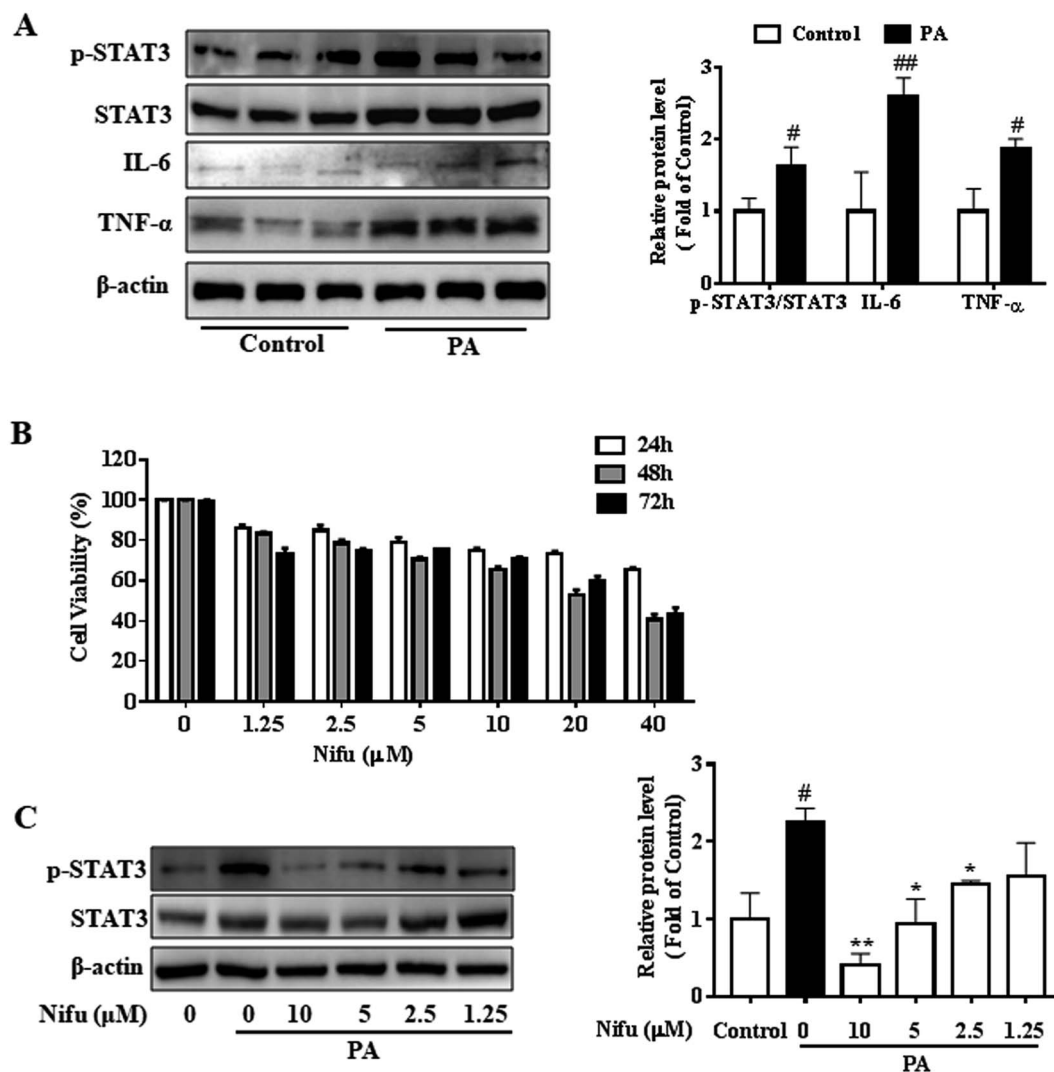 A
p-STAT3
STAT3
IL-6
TNF-α
β-actin
Control PA
Control PA
Relative protein level
( Fold of Control)
3
2
1
0
# ## #
p-STAT3/STAT3 IL-6 TNF-α
B
24h
48h
72h
Cell Viability (%)
120
100
80
60
40
20
0
0 1.25 2.5 5 10 20 40
Nifu (μM)
C
p-STAT3
STAT3
β-actin
Nifu (μM) 0 0 10 5 2.5 1.25
PA
Relative protein level
( Fold of Control)
3
2
1
0
# ** * *
Nifu (μM) Control 0 10 5 2.5 1.25
PA